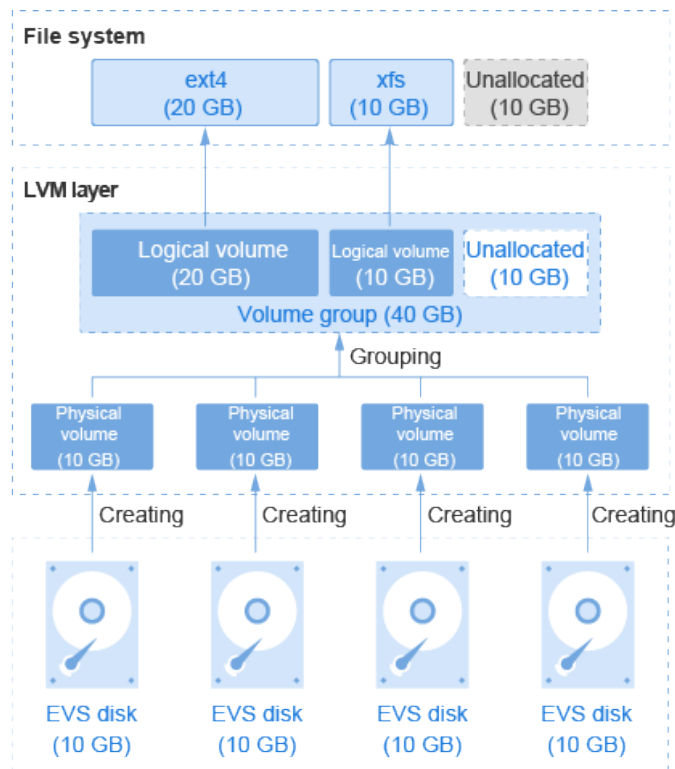 File system
ext4
(20 GB)
xfs
(10 GB)
Unallocated
(10 GB)
LVM layer
Logical volume
(20 GB)
Logical volume
(10 GB)
Unallocated
(10 GB)
Volume group (40 GB)
Grouping
Physical
volume
(10 GB)
Physical
volume
(10 GB)
Physical
volume
(10 GB)
Physical
volume
(10 GB)
Creating
Creating
Creating
Creating
EVS disk
(10 GB)
EVS disk
(10 GB)
EVS disk
(10 GB)
EVS disk
(10 GB)